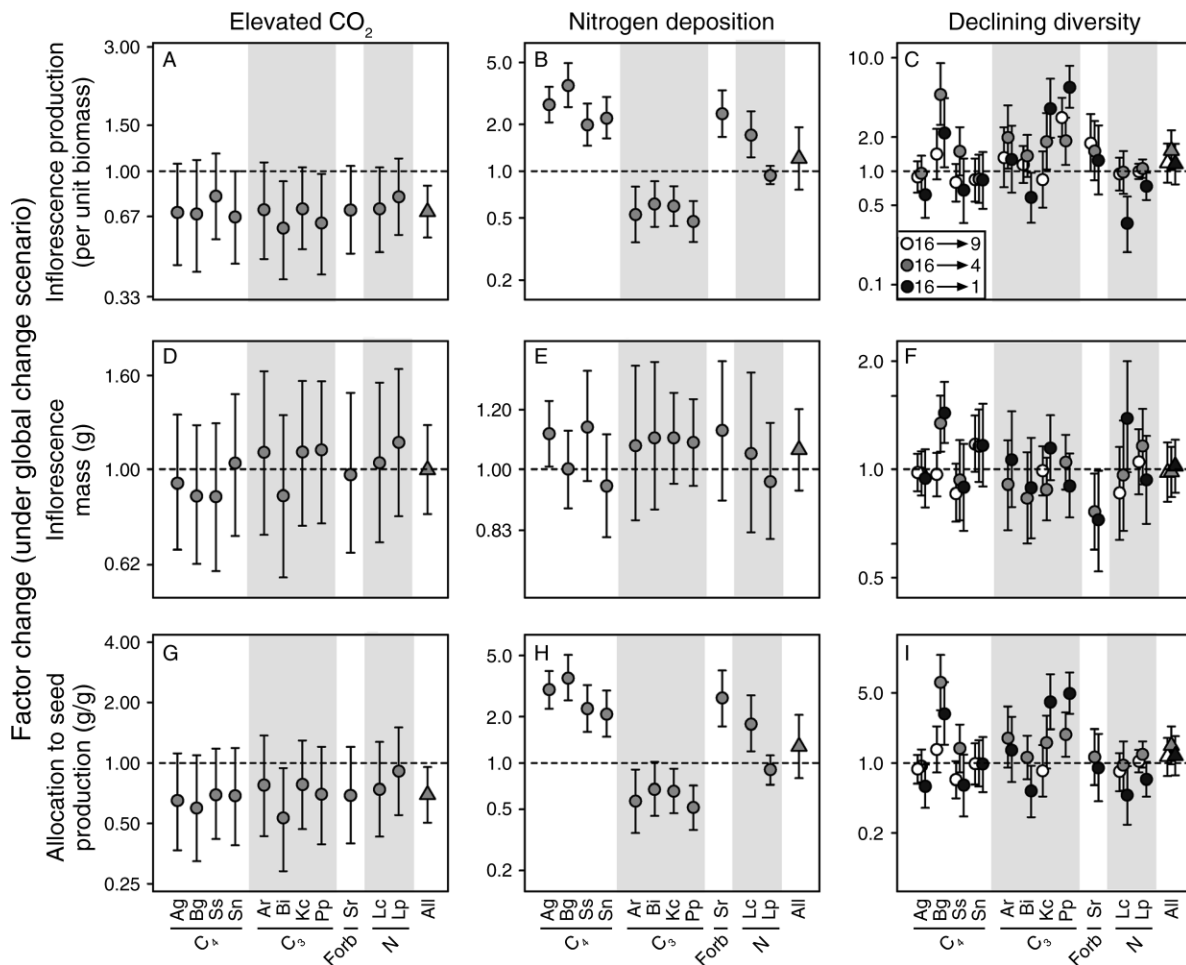 Elevated CO₂
Nitrogen deposition
Declining diversity
Factor change (under global change scenario)
Inflorescence production
(per unit biomass)
A
3.00
1.50
1.00
0.67
0.33
B
5.0
2.0
1.0
0.5
0.2
C
10.0
2.0
1.0
0.5
0.1
16→9
16→4
16→1
Inflorescence
mass (g)
D
1.60
1.00
0.62
E
1.20
1.00
0.83
F
2.0
1.0
0.5
Allocation to seed
production (g/g)
G
4.00
2.00
1.00
0.50
0.25
H
5.0
2.0
1.0
0.5
0.2
I
5.0
1.0
0.2
Ag Bg Ss Sn Ar Bi Kc Pp Sr Lc Lp All
C₄ C₃ Forb N
Ag Bg Ss Sn Ar Bi Kc Pp Sr Lc Lp All
C₄ C₃ Forb N
Ag Bg Ss Sn Ar Bi Kc Pp Sr Lc Lp All
C₄ C₃ Forb N